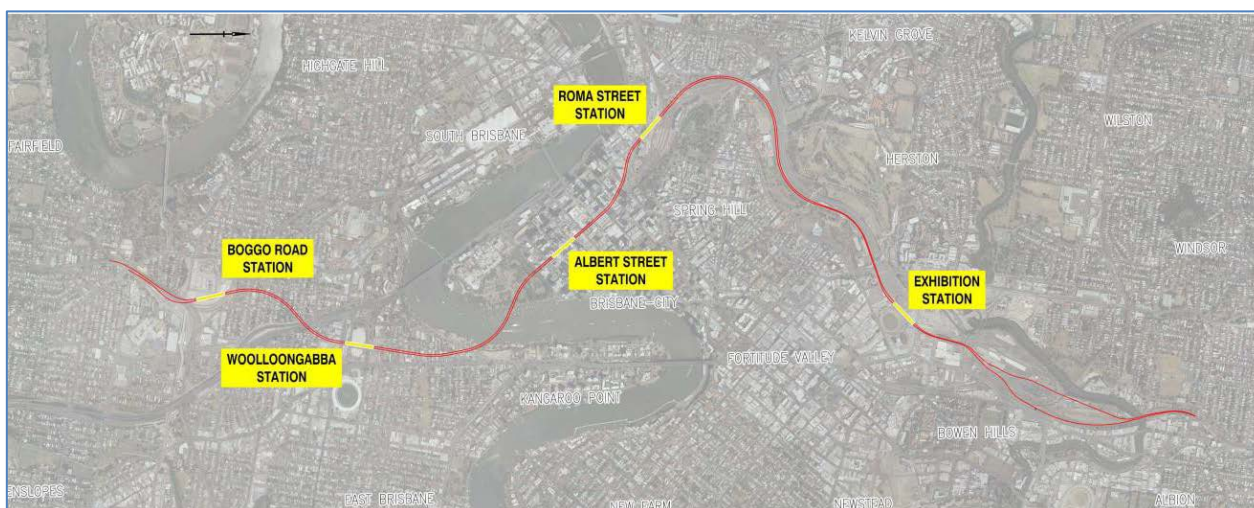 KELVIN GROVE
HIGHGATE HILL
ROMA STREET
STATION
WILSTON
SOUTH BRISBANE
FAIRFIELD
HERSTON
SPRING HILL
BOGGO ROAD
STATION
WINDSOR
ALBERT STREET
STATION
EXHIBITION
STATION
BRISBANE-CITY
WOOLLOONGABBA
STATION
FORTITUDE VALLEY
KANGAROO POINT
BOWEN HILLS
ENSLOPES
EAST BRISBANE
NEW FARM
NEWSTEAD
ALBION